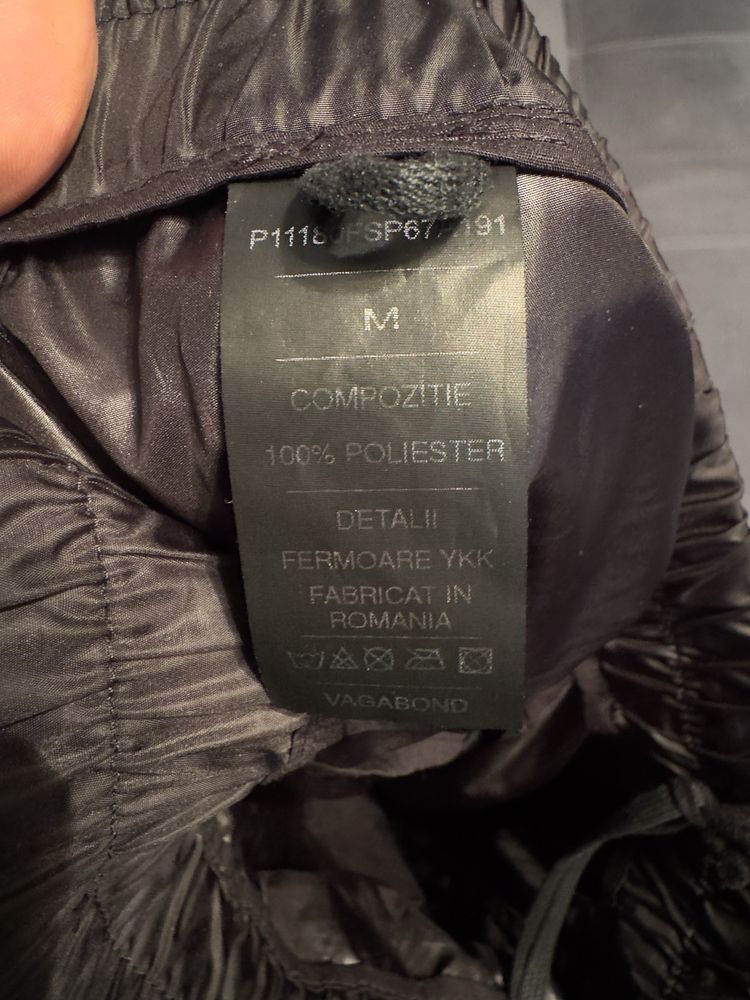 M
COMPOZITIE
100% POLIESTER
DETALII
FERMOARE YKK
FABRICAT IN
ROMANIA
VAGABOND